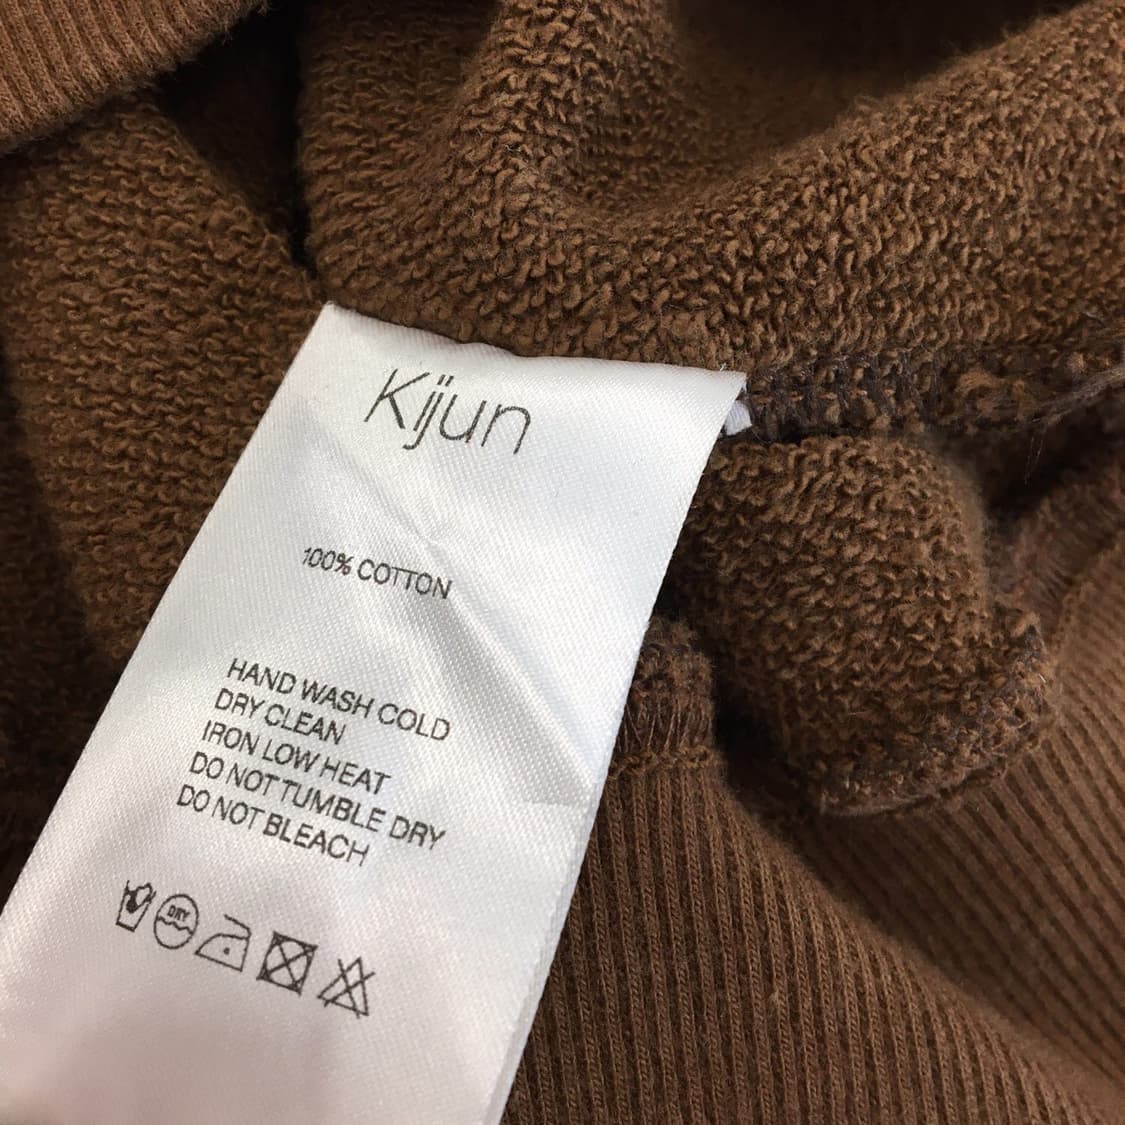 Kijun
100% COTTON
HAND WASH COLD
DRY CLEAN
IRON LOW HEAT
DO NOT TUMBLE DRY
DO NOT BLEACH
DRY